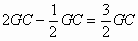 2GC − 1/2 GC = 3/2 GC